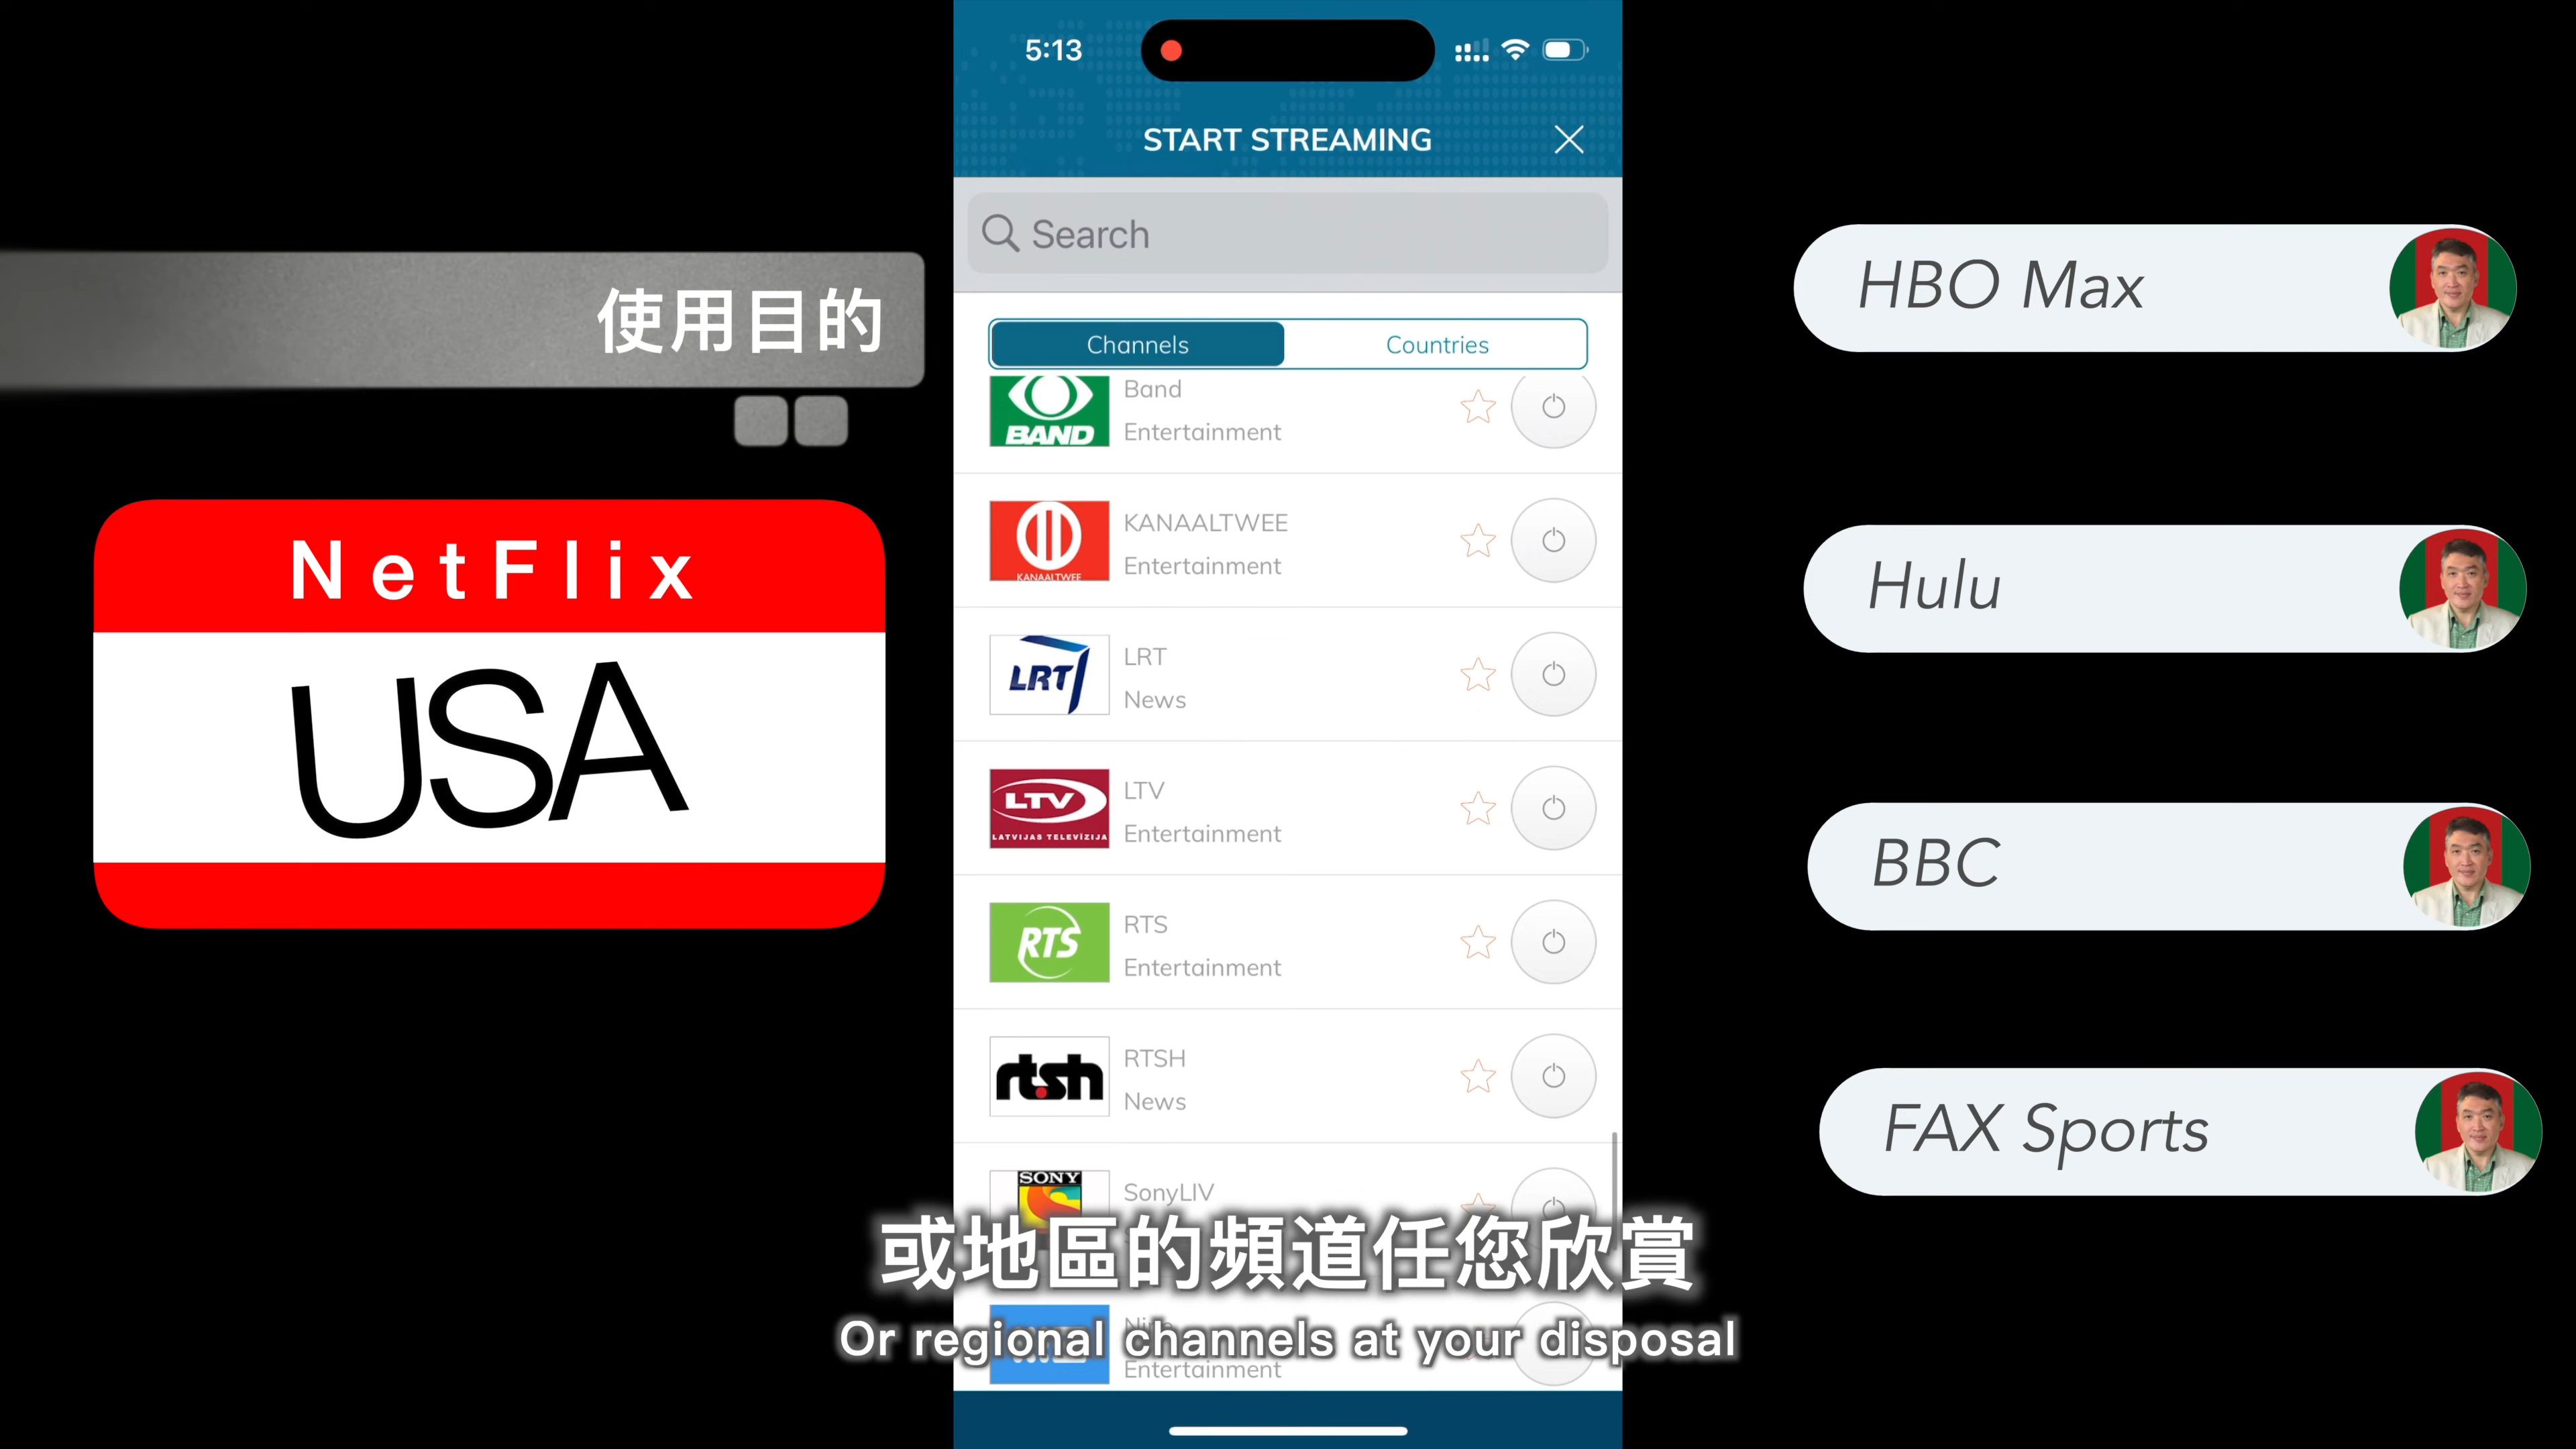 5:13
START STREAMING
Search
Channels
Countries
使用目的
NetFlix
USA
BAND
Band
Entertainment
KANAALTWEE
KANAALTWEE
Entertainment
LRT
LRT
News
LTV
LATVIJAS TELEVĪZIJA
LTV
Entertainment
RTS
RTS
Entertainment
rtsh
RTSH
News
SONY
SonyLIV
Entertainment
HBO Max
Hulu
BBC
FAX Sports
或地區的頻道任您欣賞
Or regional channels at your disposal